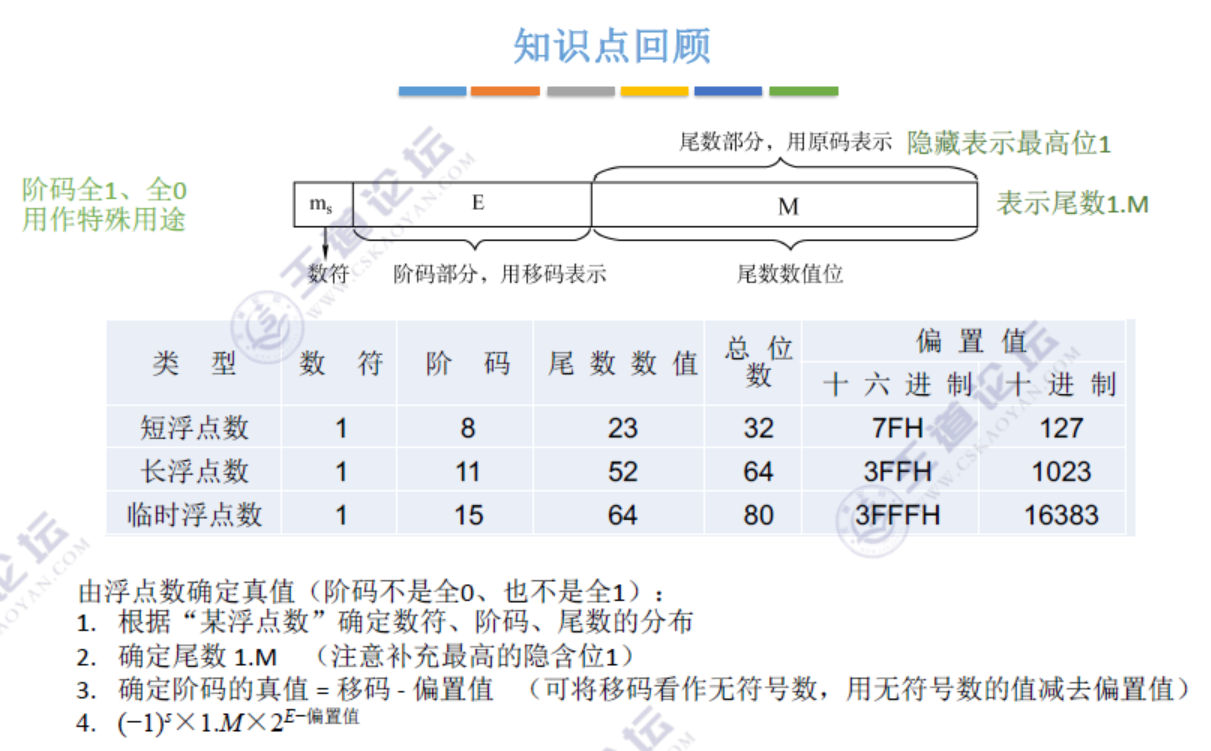 知识点回顾
尾数部分，用原码表示 隐藏表示最高位1
阶码全1、全0
用作特殊用途
mₛ E M
表示尾数1.M
数符 阶码部分，用移码表示 尾数数值位
类 型 数 符 阶 码 尾数数值 总位数 偏置值
十六进制 十进制
短浮点数 1 8 23 32 7FH 127
长浮点数 1 11 52 64 3FFH 1023
临时浮点数 1 15 64 80 3FFFH 16383
由浮点数确定真值（阶码不是全0、也不是全1）：
1. 根据“某浮点数”确定数符、阶码、尾数的分布
2. 确定尾数 1.M （注意补充最高的隐含位1）
3. 确定阶码的真值 = 移码 - 偏置值 （可将移码看作无符号数，用无符号数的值减去偏置值）
4. (−1)ˢ×1.M×2^(E−偏置值)
王道论坛
WWW.CSKAOYAN.COM